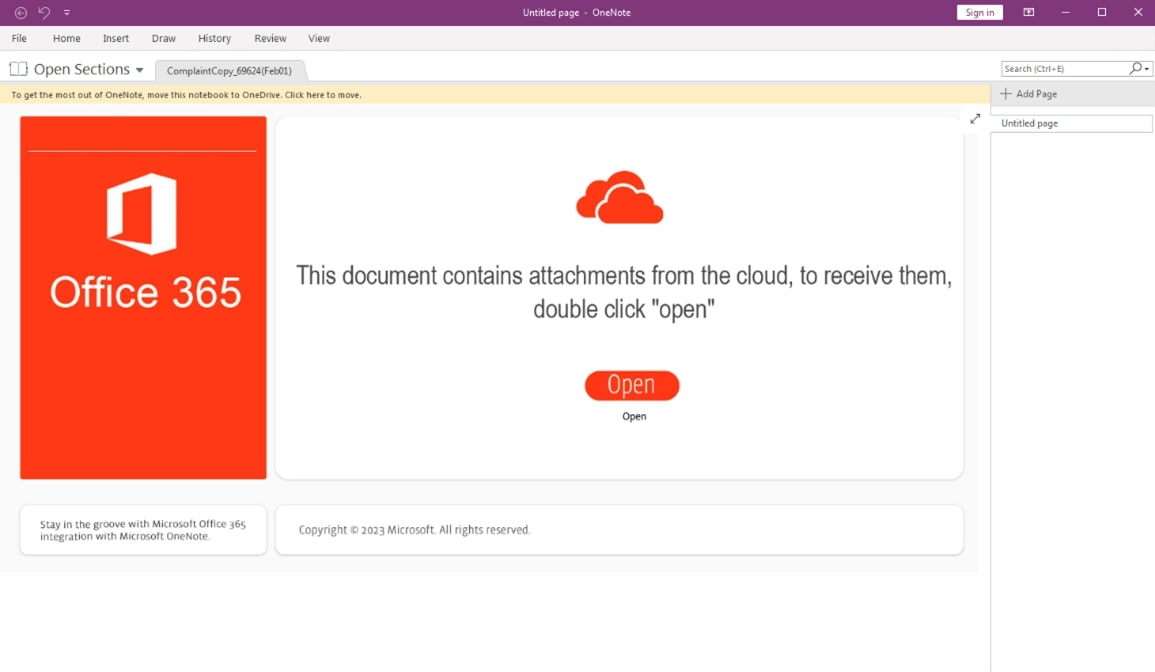 Untitled page - OneNote
Sign in
File Home Insert Draw History Review View
Open Sections
ComplaintCopy_69624(Feb01)
Search (Ctrl+E)
To get the most out of OneNote, move this notebook to OneDrive. Click here to move.
Add Page
Untitled page
Office 365
This document contains attachments from the cloud, to receive them,
double click "open"
Open
Open
Stay in the groove with Microsoft Office 365
integration with Microsoft OneNote.
Copyright © 2023 Microsoft. All rights reserved.